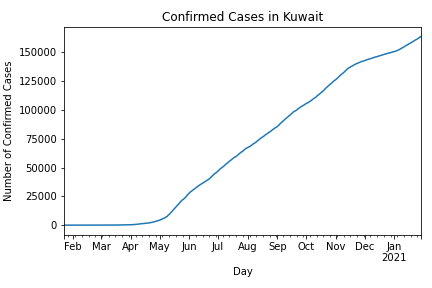 Confirmed Cases in Kuwait
Number of Confirmed Cases
150000
125000
100000
75000
50000
25000
0
Feb Mar Apr May Jun Jul Aug Sep Oct Nov Dec Jan
2021
Day